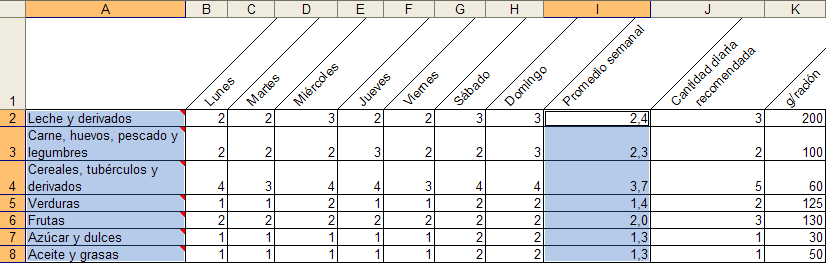 A B C D E F G H I J K
1 Lunes Martes Miércoles Jueves Viernes Sábado Domingo Promedio semanal Cantidad diaria recomendada g/ración
2 Leche y derivados 2 2 3 2 2 3 3 2,4 3 200
Carne, huevos, pescado y
3 legumbres 2 2 2 3 2 2 3 2,3 2 100
Cereales, tubérculos y
4 derivados 4 3 4 4 3 4 4 3,7 5 60
5 Verduras 1 1 2 1 1 2 2 1,4 2 125
6 Frutas 2 2 2 2 2 2 2 2,0 3 130
7 Azúcar y dulces 1 1 1 1 1 2 2 1,3 1 30
8 Aceite y grasas 1 1 1 1 1 2 2 1,3 1 50